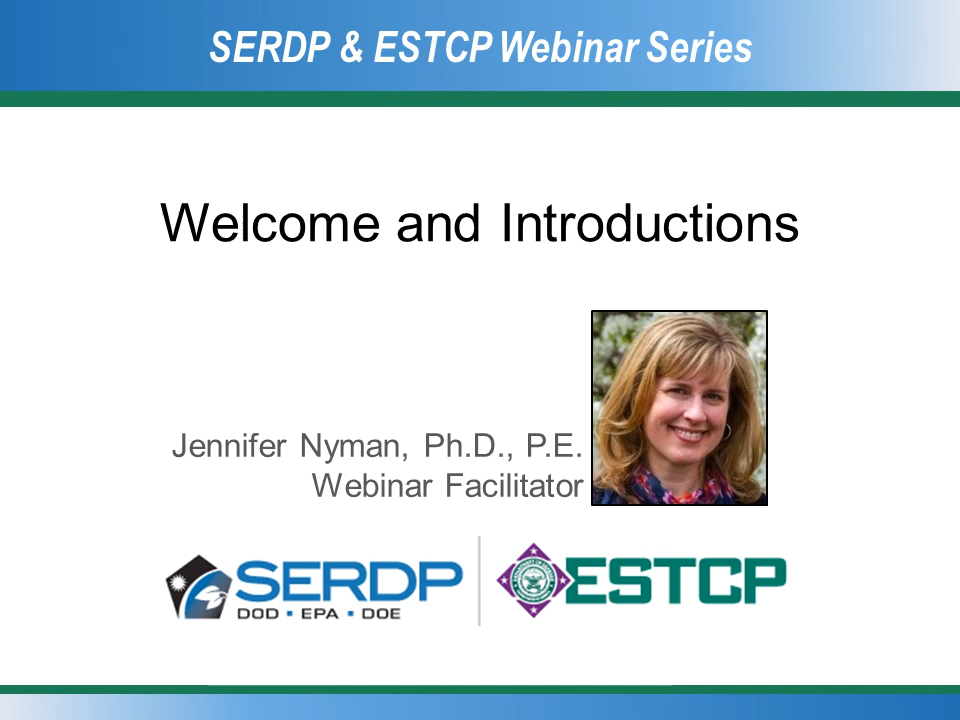 SERDP & ESTCP Webinar Series
Welcome and Introductions
Jennifer Nyman, Ph.D., P.E.
Webinar Facilitator
SERDP
DOD • EPA • DOE
ESTCP